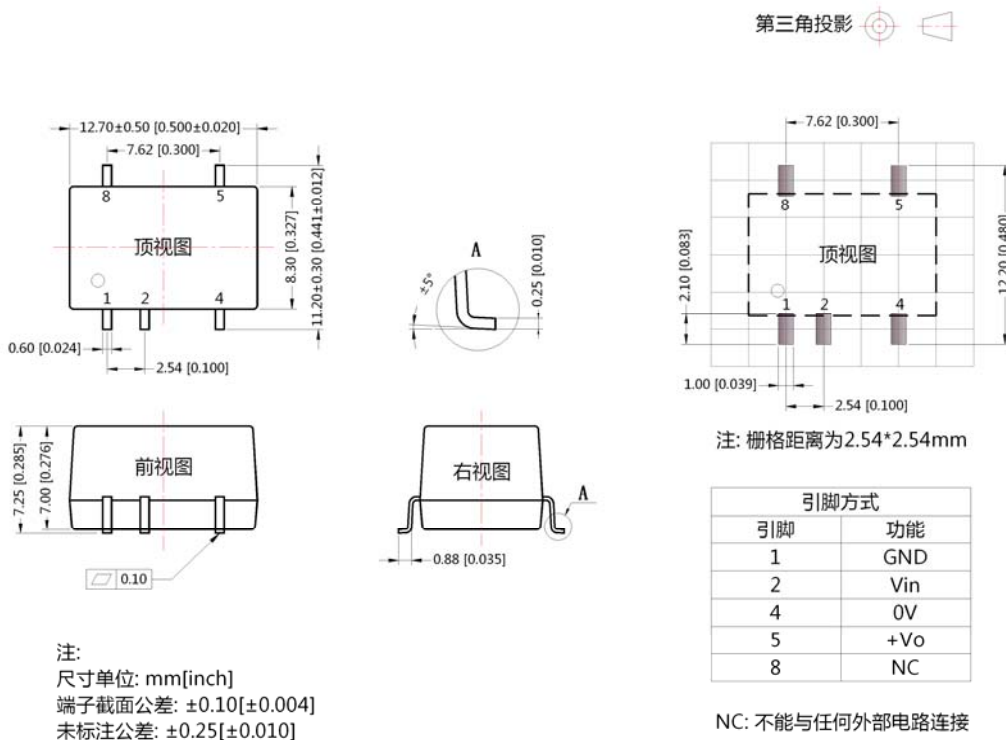 第三角投影
12.70±0.50 [0.500±0.020]
7.62 [0.300]
8
5
顶视图
1
2
4
8.30 [0.327]
11.20±0.30 [0.441±0.012]
0.60 [0.024]
2.54 [0.100]
A
±5°
0.25 [0.010]
7.62 [0.300]
8
5
顶视图
1
2
4
2.10 [0.083]
12.20 [0.480]
1.00 [0.039]
2.54 [0.100]
注: 栅格距离为2.54*2.54mm
7.25 [0.285]
7.00 [0.276]
前视图
0.10
右视图
A
0.88 [0.035]
引脚方式
引脚 功能
1 GND
2 Vin
4 0V
5 +Vo
8 NC
注:
尺寸单位: mm[inch]
端子截面公差: ±0.10[±0.004]
未标注公差: ±0.25[±0.010]
NC: 不能与任何外部电路连接